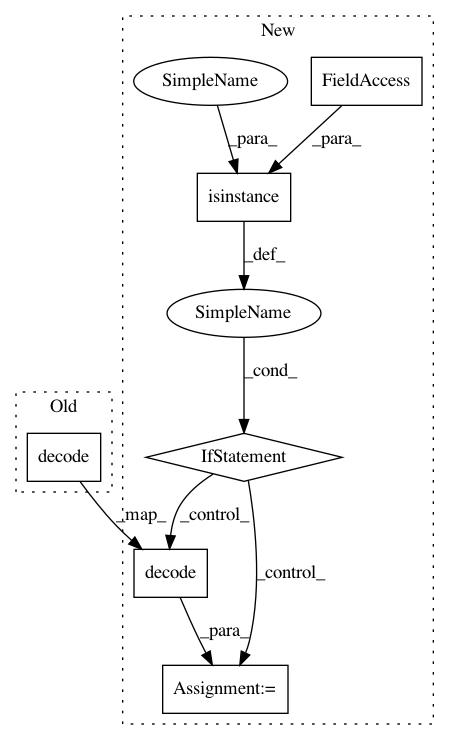 New
SimpleName
FieldAccess
_para_
_para_
isinstance
_def_
SimpleName
_cond_
Old
IfStatement
decode
_map_
_control_
_control_
decode
_para_
Assignment:=